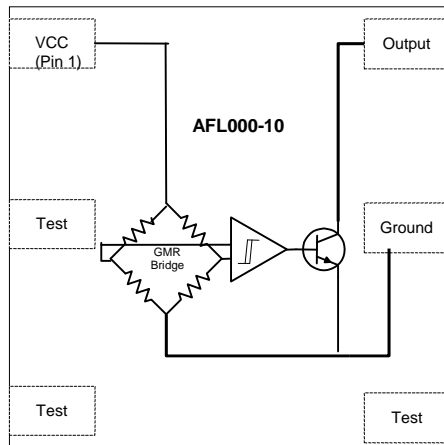 VCC
(Pin 1)
Output
AFL000-10
Test
Ground
GMR
Bridge
Test
Test